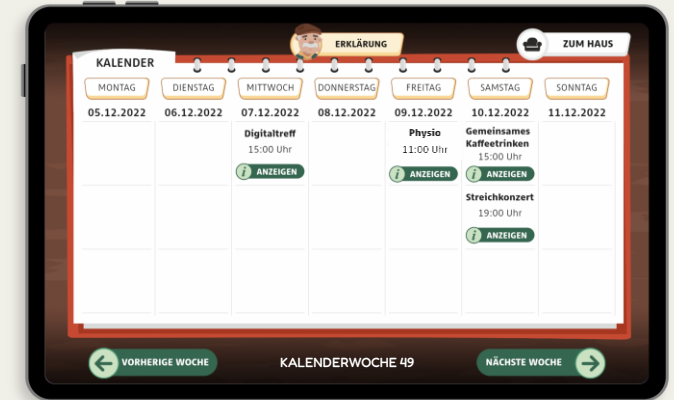 ERKLÄRUNG
ZUM HAUS
KALENDER
MONTAG
DIENSTAG
MITTWOCH
DONNERSTAG
FREITAG
SAMSTAG
SONNTAG
05.12.2022
06.12.2022
07.12.2022
08.12.2022
09.12.2022
10.12.2022
11.12.2022
Digitaltreff
15:00 Uhr
i ANZEIGEN
Physio
11:00 Uhr
i ANZEIGEN
Gemeinsames
Kaffeetrinken
15:00 Uhr
i ANZEIGEN
Streichkonzert
19:00 Uhr
i ANZEIGEN
VORHERIGE WOCHE
KALENDERWOCHE 49
NÄCHSTE WOCHE